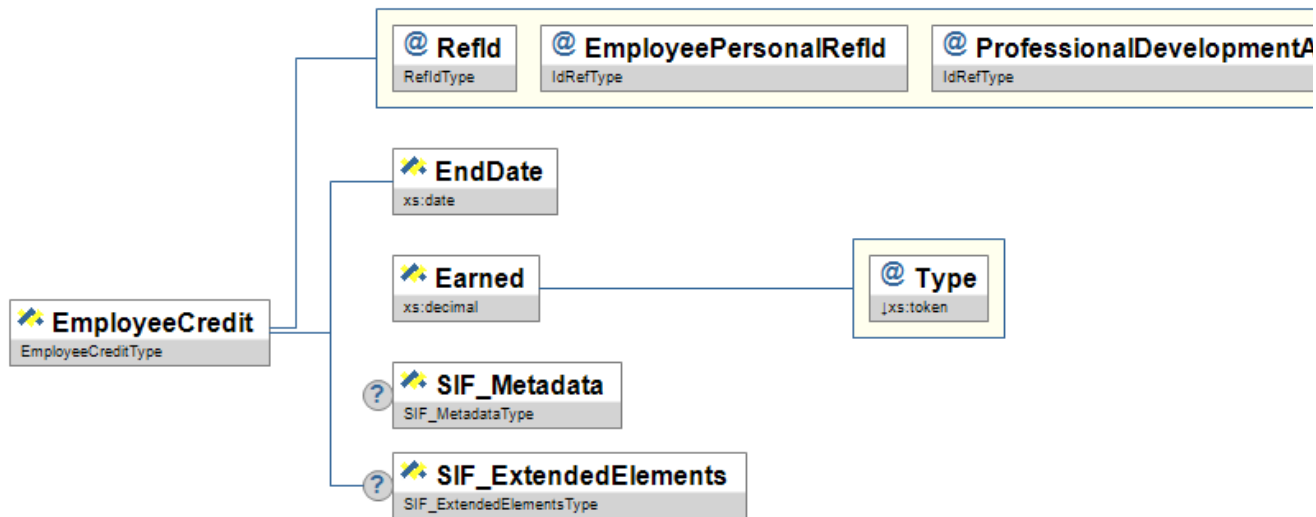 @ RefId
RefIdType
@ EmployeePersonalRefId
IdRefType
@ ProfessionalDevelopmentA
IdRefType
EndDate
xs:date
Earned
xs:decimal
@ Type
↓xs:token
EmployeeCredit
EmployeeCreditType
? SIF_Metadata
SIF_MetadataType
? SIF_ExtendedElements
SIF_ExtendedElementsType